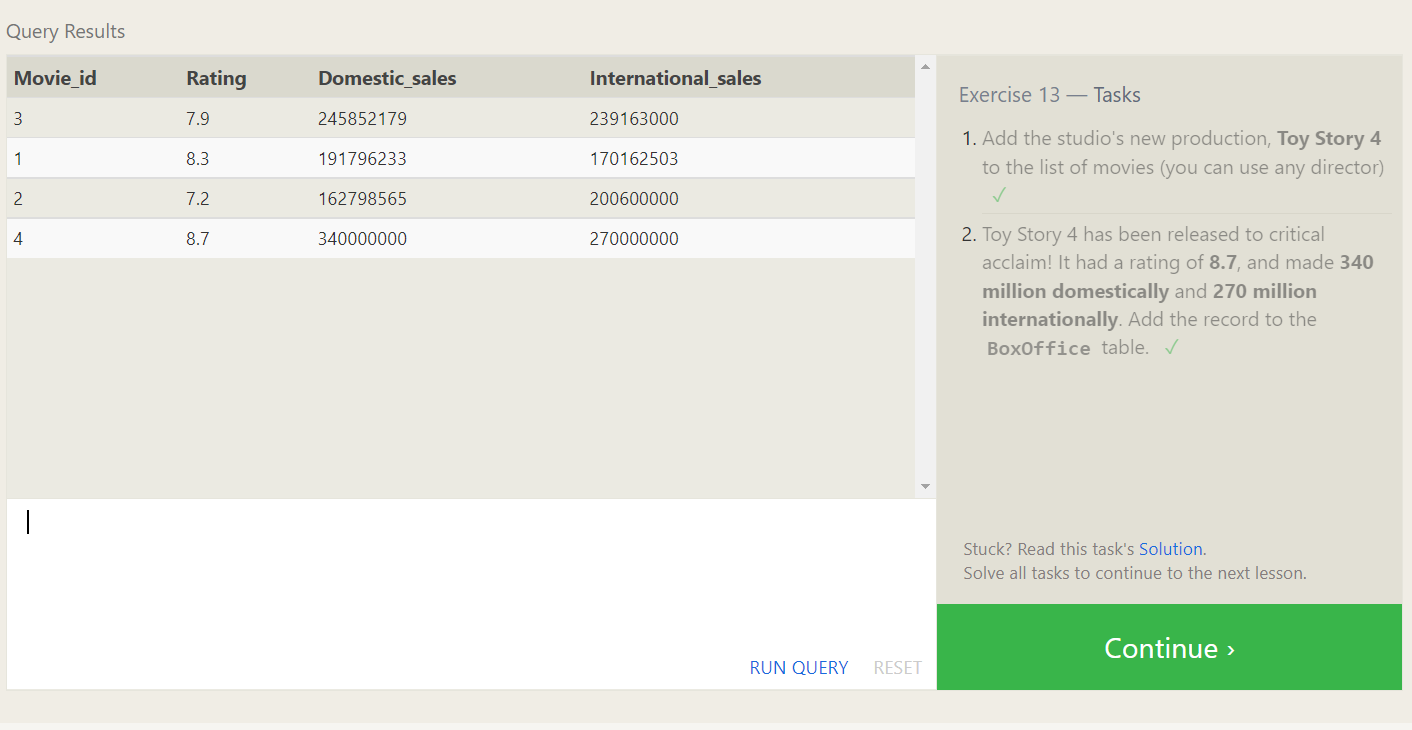 Query Results
Movie_id Rating Domestic_sales International_sales
3 7.9 245852179 239163000
1 8.3 191796233 170162503
2 7.2 162798565 200600000
4 8.7 340000000 270000000
RUN QUERY RESET
Exercise 13 — Tasks
1. Add the studio's new production, Toy Story 4
to the list of movies (you can use any director)
✓
2. Toy Story 4 has been released to critical
acclaim! It had a rating of 8.7, and made 340
million domestically and 270 million
internationally. Add the record to the
BoxOffice table. ✓
Stuck? Read this task's Solution.
Solve all tasks to continue to the next lesson.
Continue ›